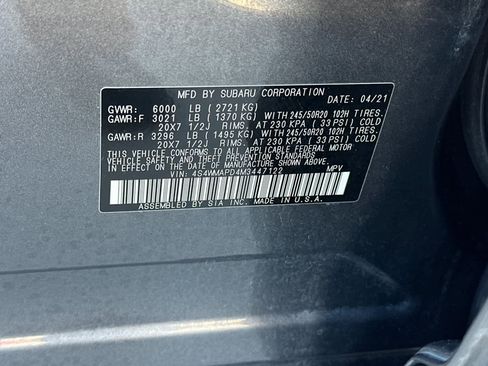 MFD BY SUBARU CORPORATION
GVWR: 6000 LB ( 2721 KG) DATE: 04/21
GAWR:F 3021 LB ( 1370 KG) WITH 245/50R20 102H TIRES,
20X7 1/2J RIMS, AT 230 KPA ( 33 PSI) COLD
GAWR:R 3296 LB ( 1495 KG) WITH 245/50R20 102H TIRES,
20X7 1/2J RIMS, AT 230 KPA ( 33 PSI) COLD
THIS VEHICLE CONFORMS TO ALL APPLICABLE
FEDERAL MOTOR VEHICLE SAFETY, BUMPER,
AND THEFT PREVENTION STANDARDS
IN EFFECT ON THE DATE OF MANUFACTURE
SHOWN ABOVE.
VIN: 4S4WMAPD4M3447122 MPV
ASSEMBLED BY SIA INC. MADE IN U.S.A.